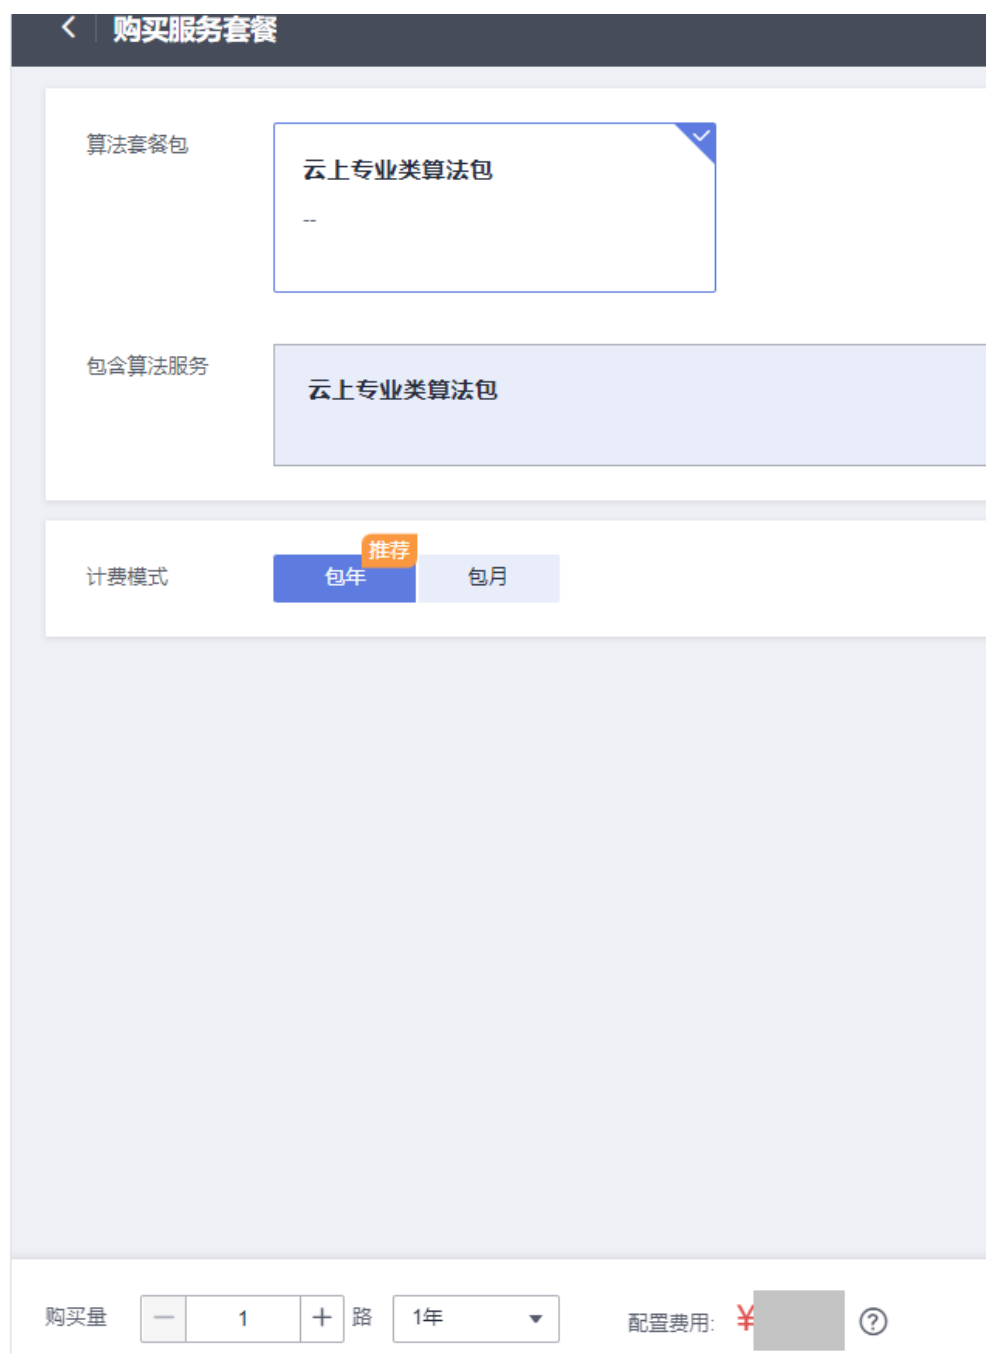 购买服务套餐
算法套餐包
云上专业类算法包
--
包含算法服务
云上专业类算法包
推荐
计费模式 包年 包月
购买量 1 路 1年 配置费用: ¥